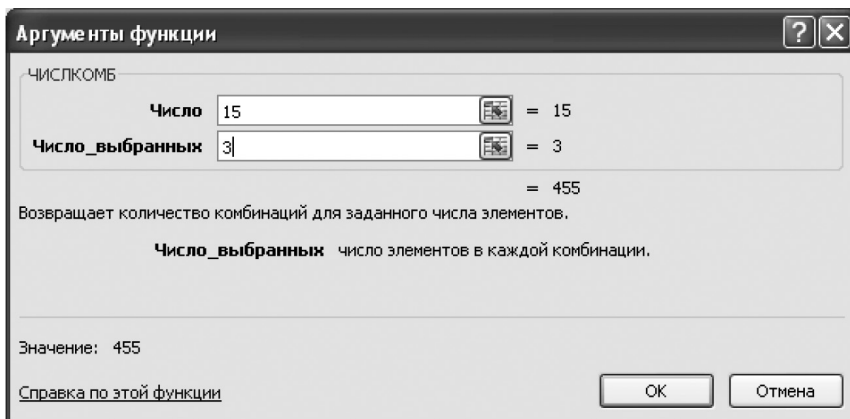 Аргументы функции
ЧИСЛКОМБ
Число 15 = 15
Число_выбранных 3 = 3
= 455
Возвращает количество комбинаций для заданного числа элементов.
Число_выбранных число элементов в каждой комбинации.
Значение: 455
Справка по этой функции
ОК Отмена